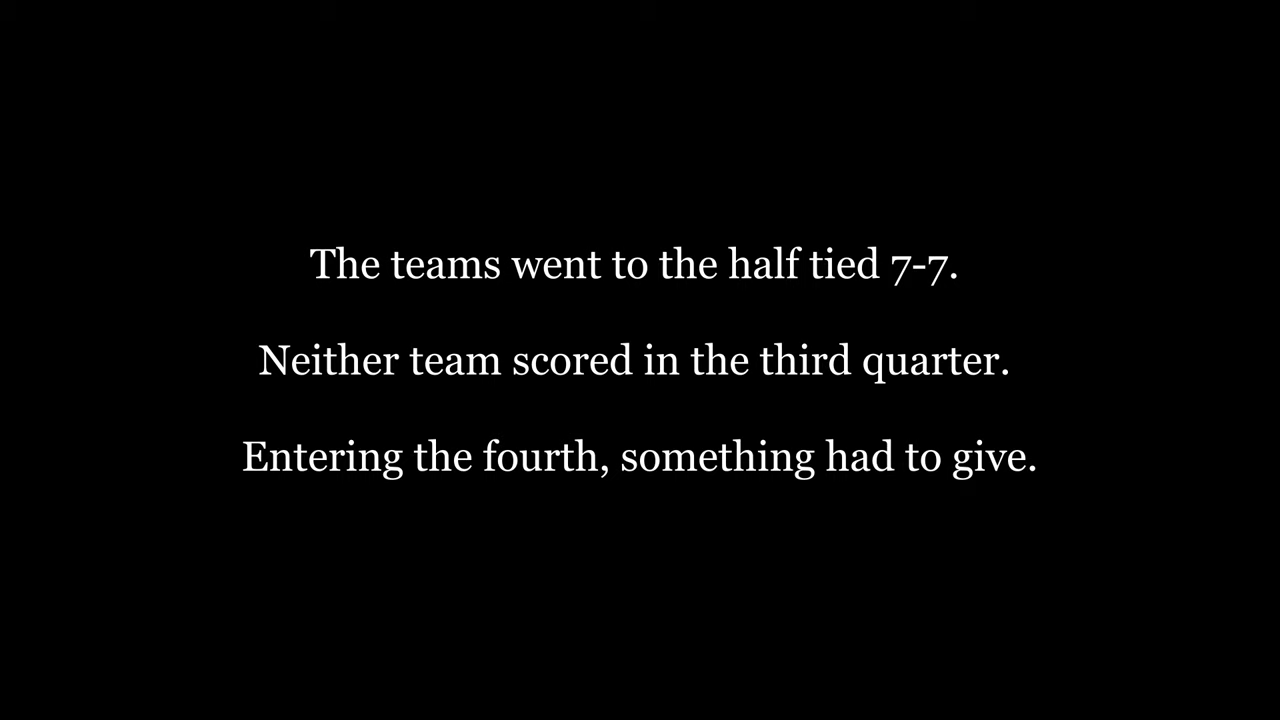 The teams went to the half tied 7-7.
Neither team scored in the third quarter.
Entering the fourth, something had to give.